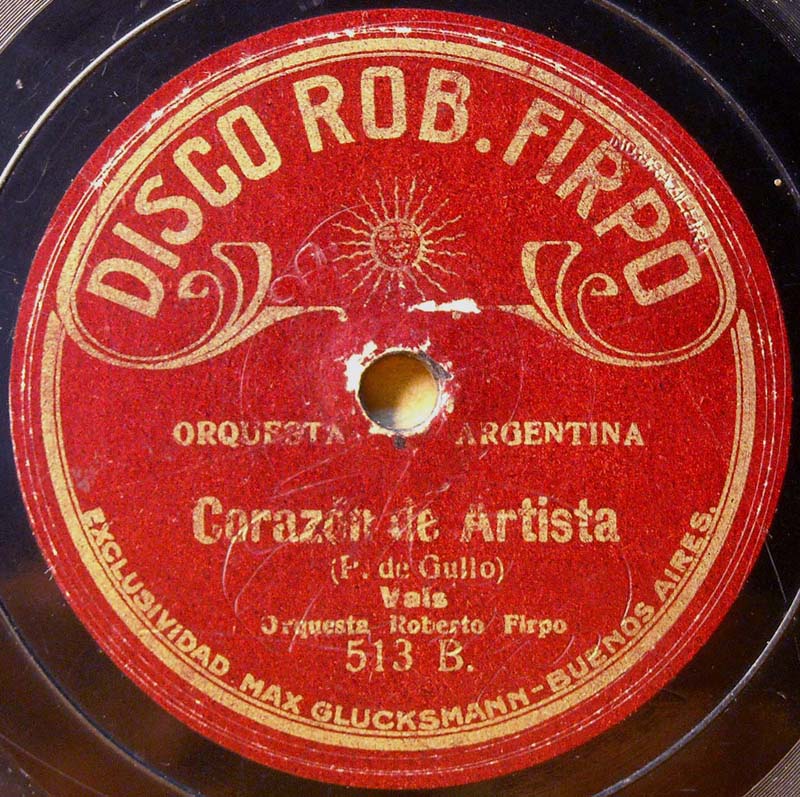 DISCO ROB. FIRPO
ORQUESTA ARGENTINA
Corazón de Artista
(P. de Gullo)
Vals
Orquesta Roberto Firpo
513 B.
EXCLUSIVIDAD MAX GLUCKSMANN-BUENOS AIRES.